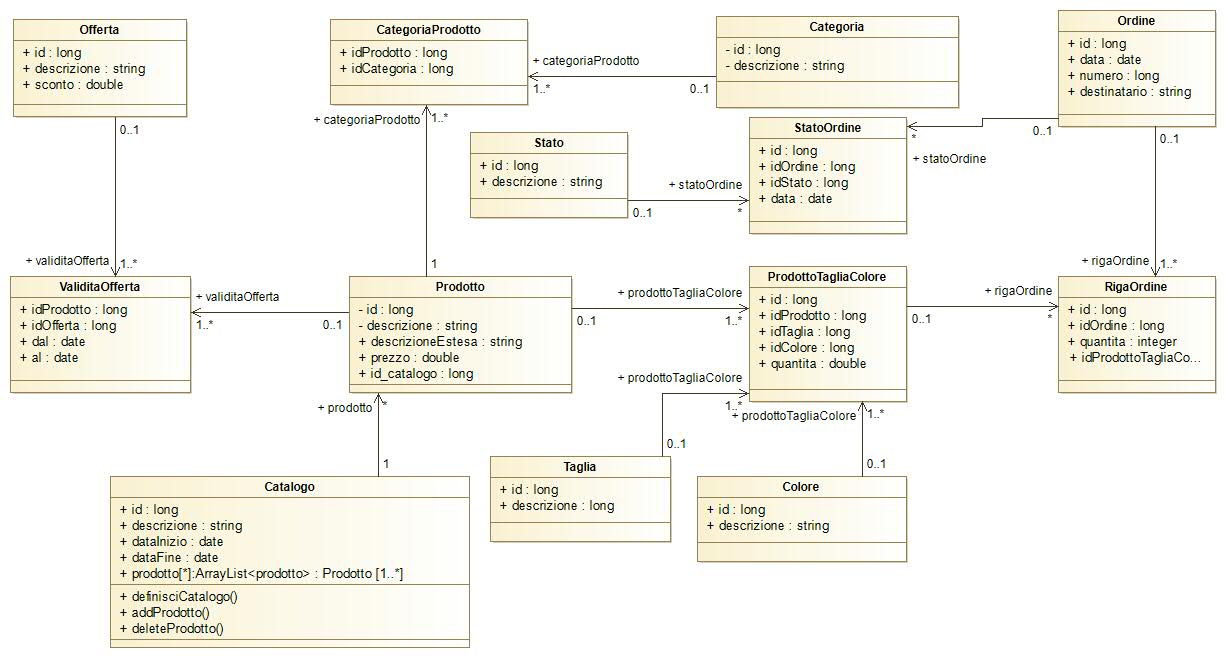 Offerta
+ id : long
+ descrizione : string
+ sconto : double
0..1
CategoriaProdotto
+ idProdotto : long
+ idCategoria : long
+ categoriaProdotto
1..*
0..1
Categoria
- id : long
- descrizione : string
Ordine
+ id : long
+ data : date
+ numero : long
+ destinatario : string
0..1
0..1
+ categoriaProdotto
1..*
Stato
+ id : long
+ descrizione : string
+ statoOrdine
0..1
*
StatoOrdine
+ id : long
+ idOrdine : long
+ idStato : long
+ data : date
*
+ statoOrdine
+ validitaOfferta
1..*
1
+ rigaOrdine
1..*
ValiditaOfferta
+ idProdotto : long
+ idOfferta : long
+ dal : date
+ al : date
+ validitaOfferta
1..*
0..1
Prodotto
- id : long
- descrizione : string
+ descrizioneEstesa : string
+ prezzo : double
+ id_catalogo : long
+ prodottoTagliaColore
0..1
1..*
ProdottoTagliaColore
+ id : long
+ idProdotto : long
+ idTaglia : long
+ idColore : long
+ quantita : double
+ rigaOrdine
0..1
*
RigaOrdine
+ id : long
+ idOrdine : long
+ quantita : integer
+ idProdottoTagliaCo...
+ prodottoTagliaColore
1..*
+ prodotto
*
+ prodottoTagliaColore
1..*
1
0..1
0..1
Catalogo
+ id : long
+ descrizione : string
+ dataInizio : date
+ dataFine : date
+ prodotto[*]:ArrayList<prodotto> : Prodotto [1..*]
+ definisciCatalogo()
+ addProdotto()
+ deleteProdotto()
Taglia
+ id : long
+ descrizione : long
Colore
+ id : long
+ descrizione : string